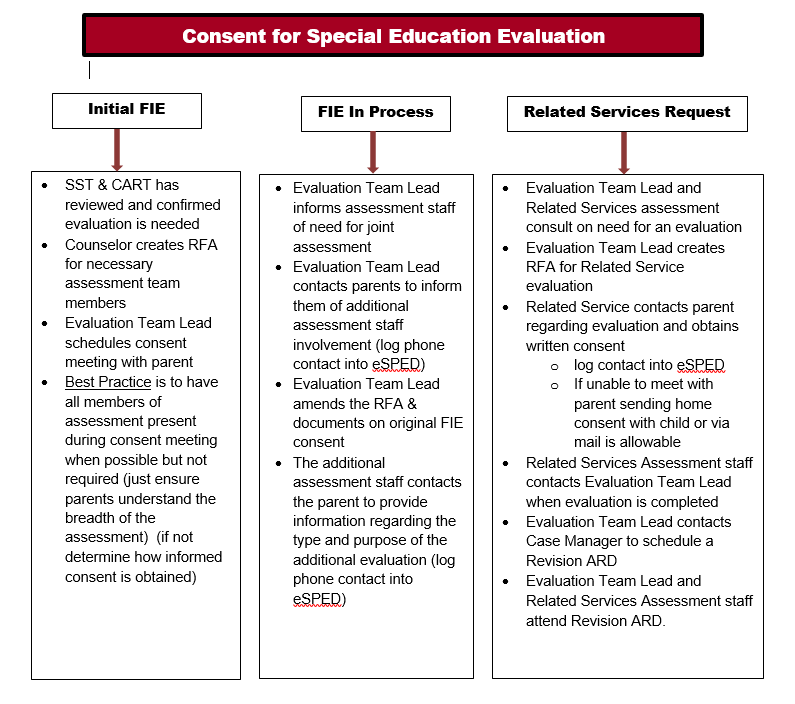 Consent for Special Education Evaluation
Initial FIE
SST & CART has
reviewed and confirmed
evaluation is needed
Counselor creates RFA
for necessary
assessment team
members
Evaluation Team Lead
schedules consent
meeting with parent
Best Practice is to have
all members of
assessment present
during consent meeting
when possible but not
required (just ensure
parents understand the
breadth of the
assessment)  (if not
determine how informed
consent is obtained)
FIE In Process
Evaluation Team Lead
informs assessment staff
of need for joint
assessment
Evaluation Team Lead
contacts parents to inform
them of additional
assessment staff
involvement (log phone
contact into eSPED)
Evaluation Team Lead
amends the RFA &
documents on original FIE
consent
The additional
assessment staff contacts
the parent to provide
information regarding the
type and purpose of the
additional evaluation (log
phone contact into
eSPED)
Related Services Request
Evaluation Team Lead and
Related Services assessment
consult on need for an evaluation
Evaluation Team Lead creates
RFA for Related Service
evaluation
Related Service contacts parent
regarding evaluation and obtains
written consent
log contact into eSPED
If unable to meet with
parent sending home
consent with child or via
mail is allowable
Related Services Assessment staff
contacts Evaluation Team Lead
when evaluation is completed
Evaluation Team Lead contacts
Case Manager to schedule a
Revision ARD
Evaluation Team Lead and
Related Services Assessment staff
attend Revision ARD.